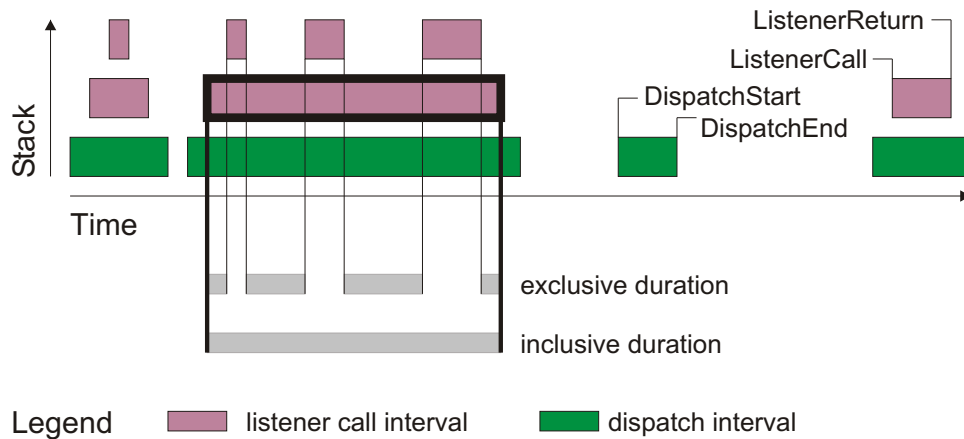 ListenerReturn
ListenerCall
DispatchStart
DispatchEnd
Stack
Time
exclusive duration
inclusive duration
Legend
listener call interval
dispatch interval